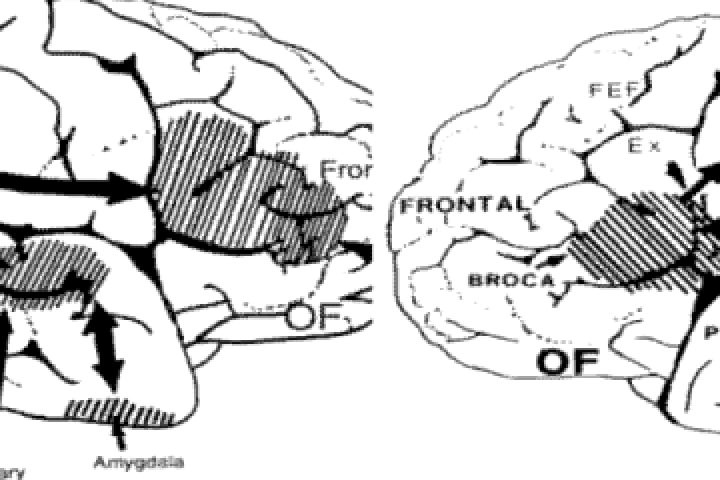 Fron
OF
Amygdala
ary
FEF
Ex
FRONTAL
BROCA
OF
P